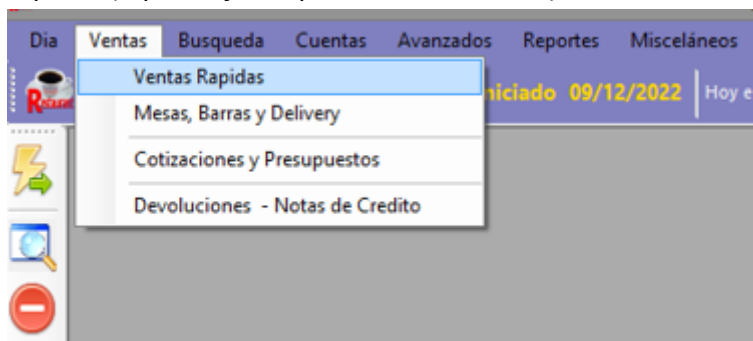 Dia Ventas Busqueda Cuentas Avanzados Reportes Misceláneos
Ventas Rapidas
09/12/2022 Hoy
Mesas, Barras y Delivery
Cotizaciones y Presupuestos
Devoluciones - Notas de Credito